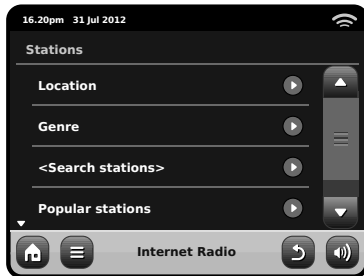 16.20pm 31 Jul 2012
Stations
Location
Genre
<Search stations>
Popular stations
Internet Radio